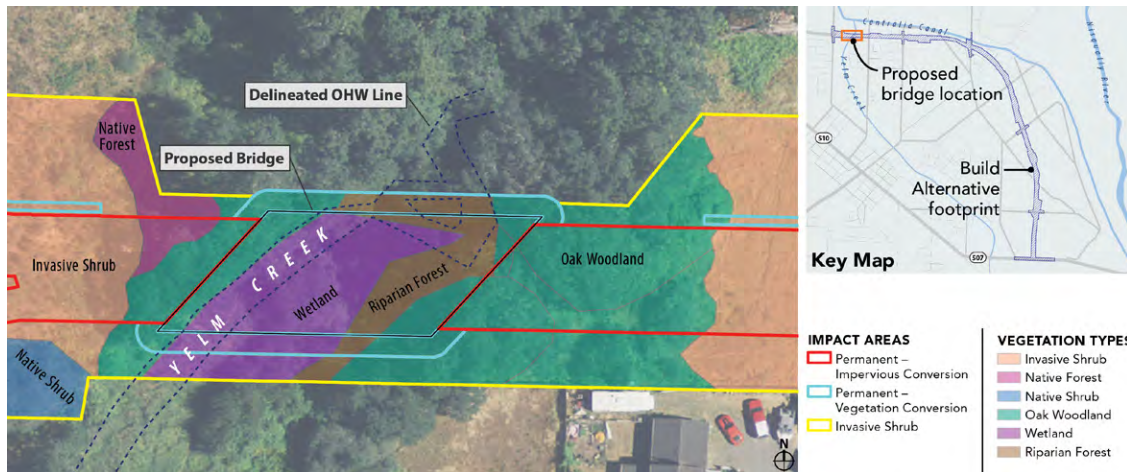 Delineated OHW Line
Native
Forest
Proposed Bridge
YELM CREEK
Invasive Shrub
Wetland
Riparian Forest
Oak Woodland
Native Shrub
N
Centralia Canal
Nisqually River
Yelm Creek
Proposed
bridge location
510
Build
Alternative
footprint
507
Key Map
IMPACT AREAS
Permanent –
Impervious Conversion
Permanent –
Vegetation Conversion
Invasive Shrub
VEGETATION TYPES
Invasive Shrub
Native Forest
Native Shrub
Oak Woodland
Wetland
Riparian Forest